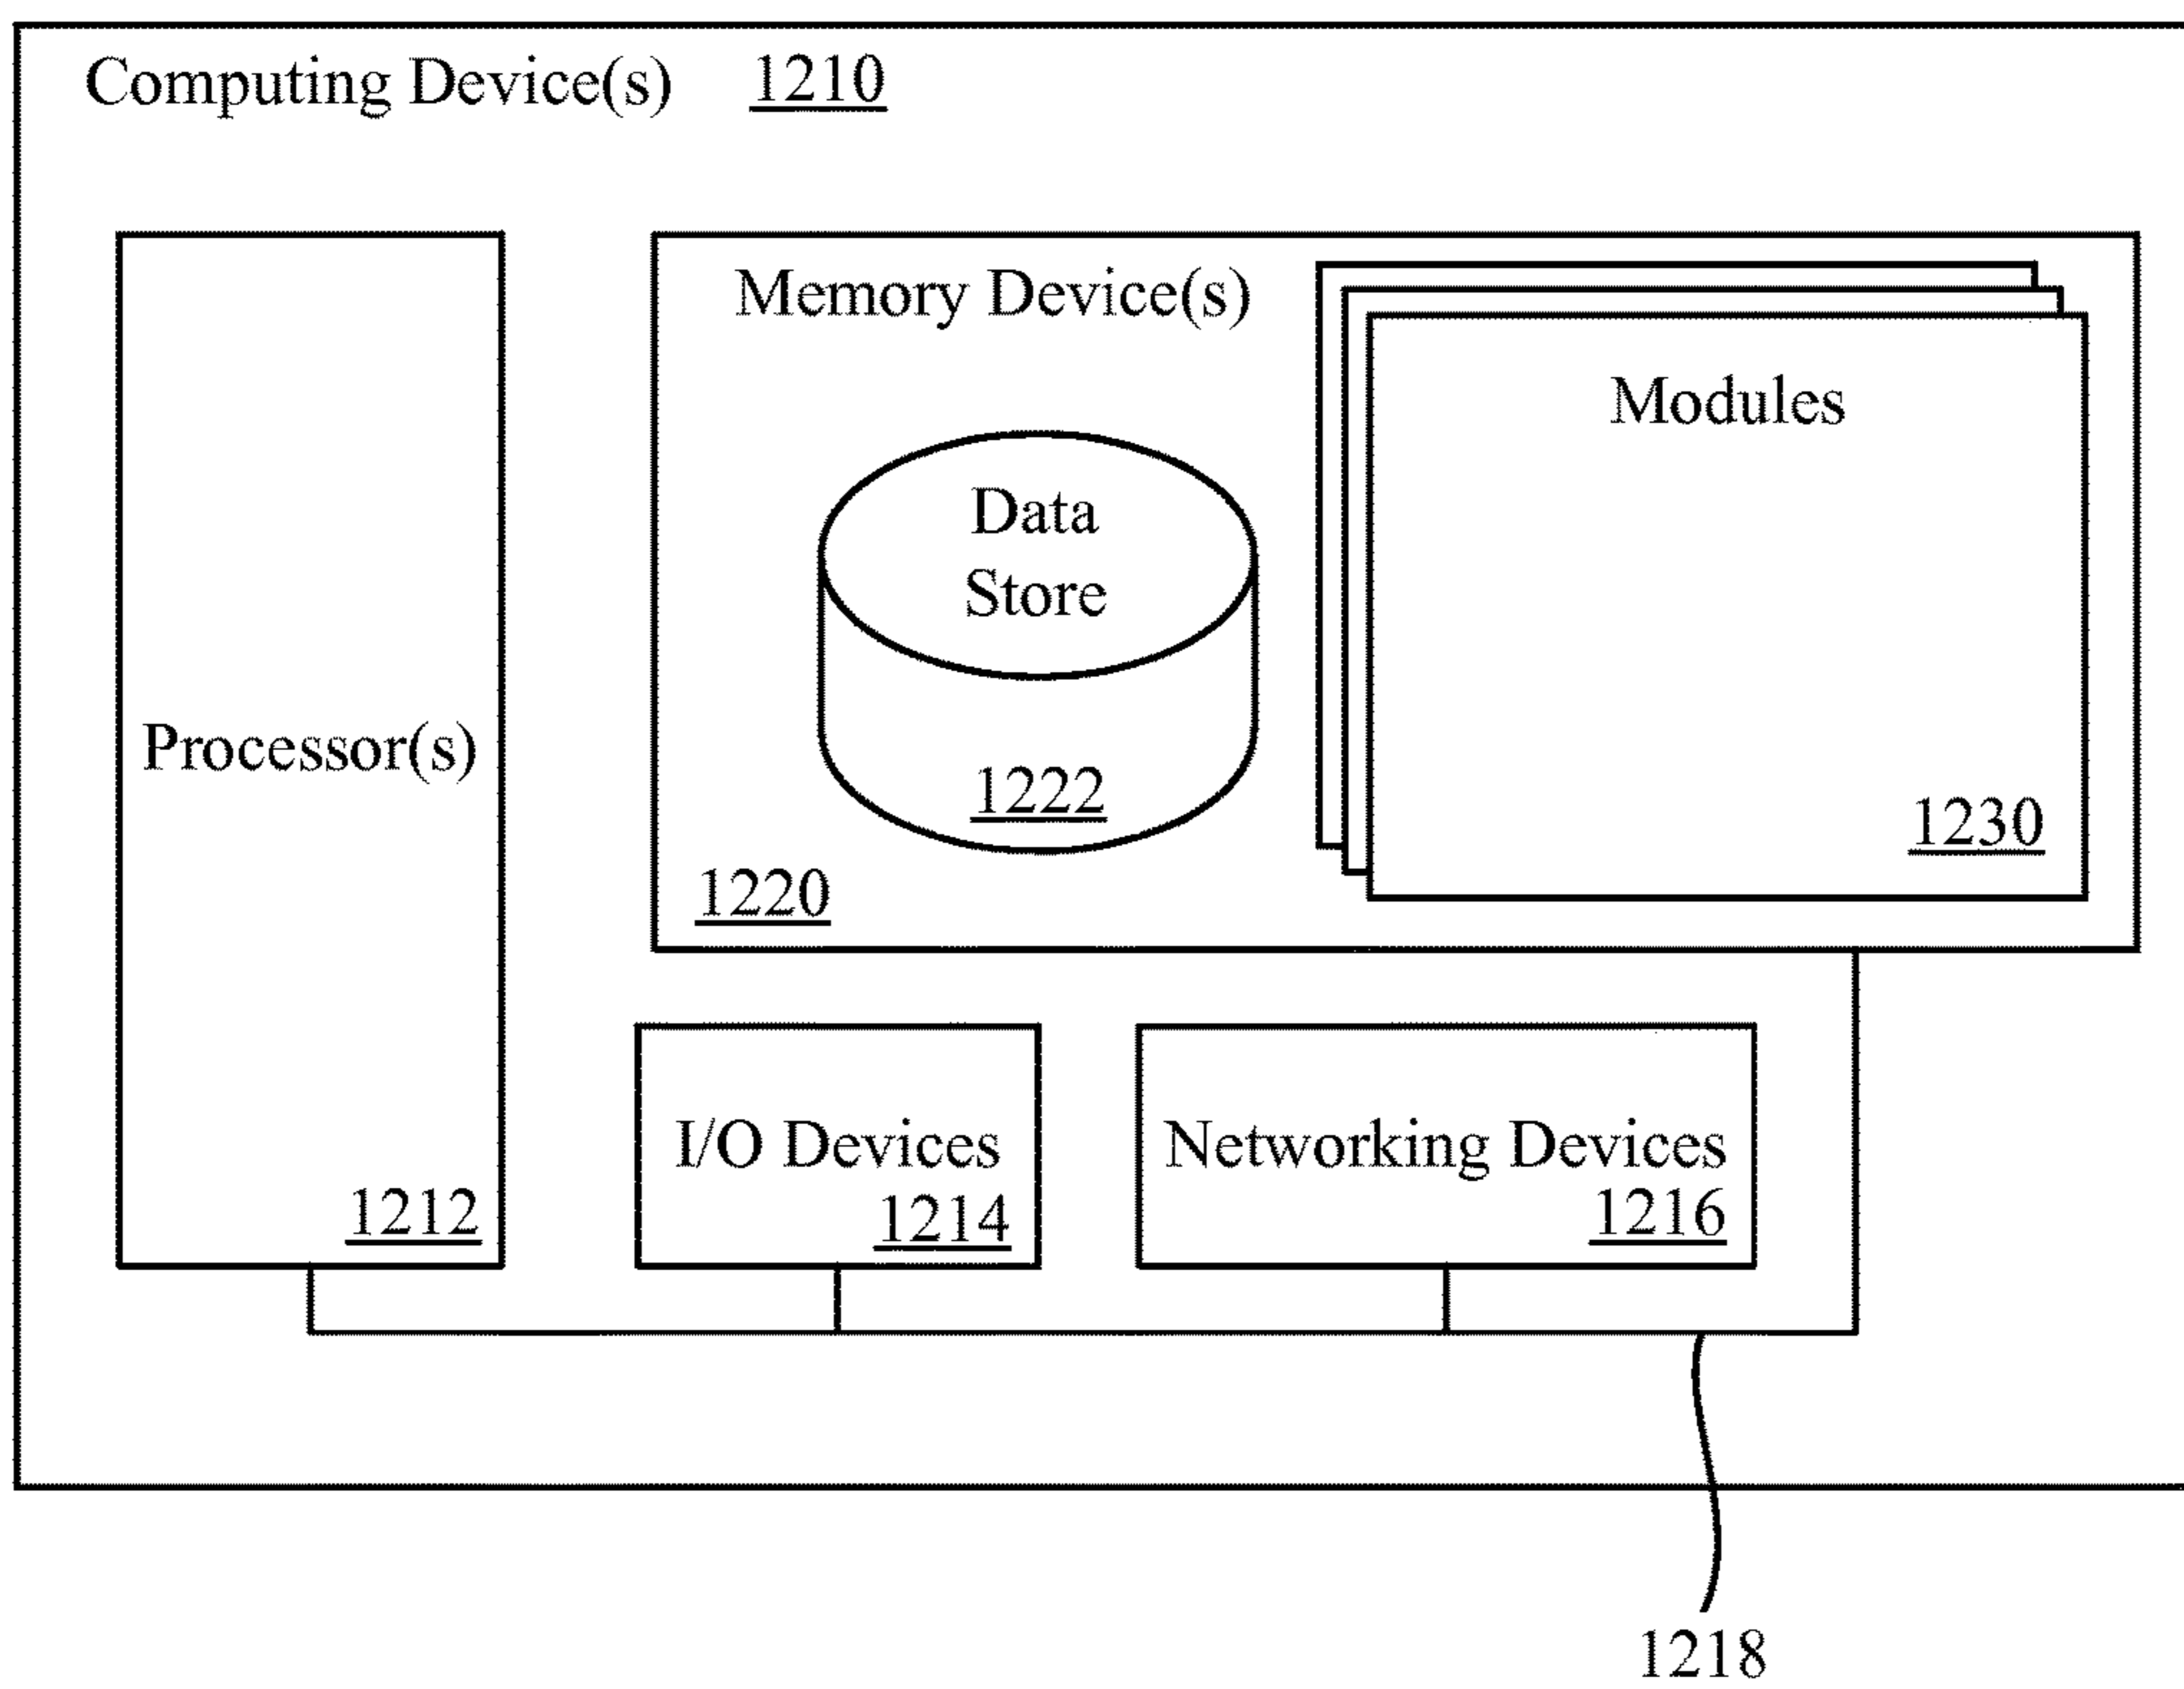 Computing Device(s) 1210
Memory Device(s)
Modules
Data
Store
Processor(s)
1222
1230
1220
I/O Devices
Networking Devices
1212
1214
1216
1218